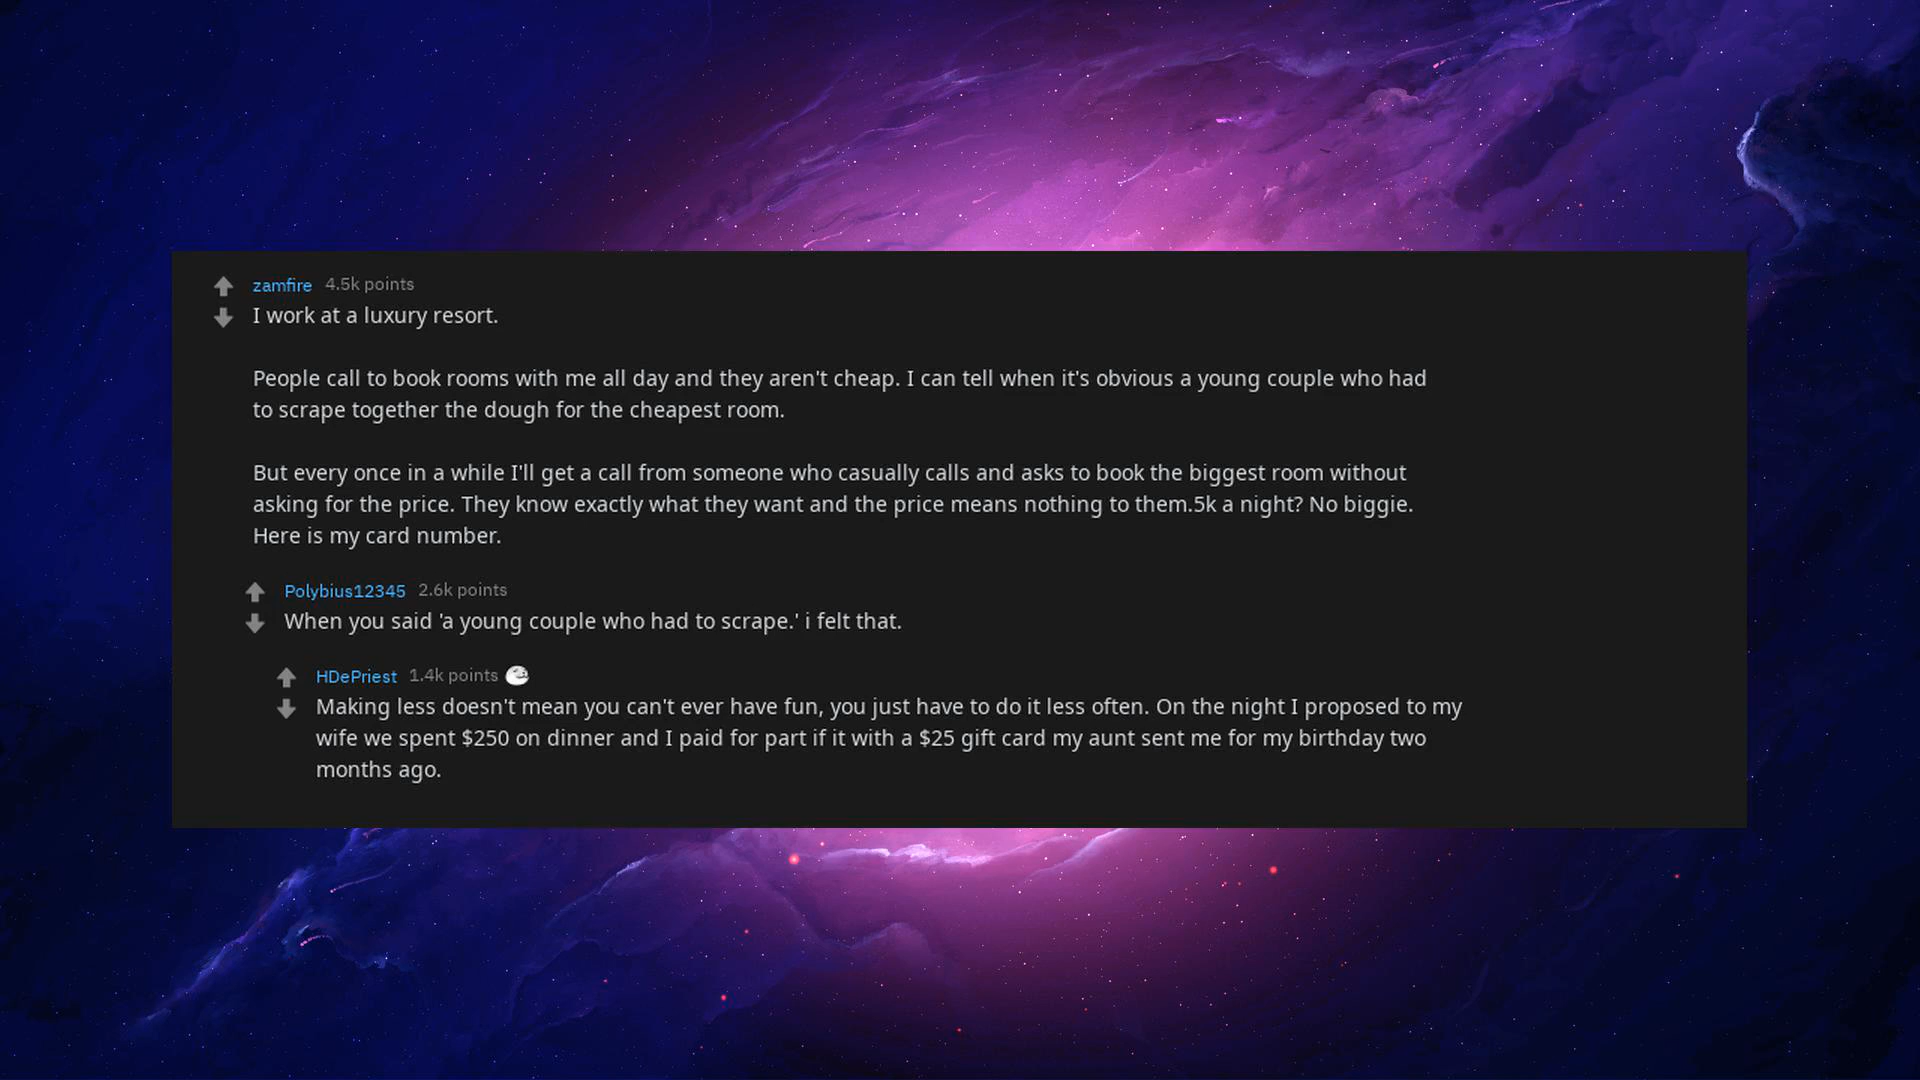 zamfire 4.5k points
I work at a luxury resort.
People call to book rooms with me all day and they aren't cheap. I can tell when it's obvious a young couple who had
to scrape together the dough for the cheapest room.
But every once in a while I'll get a call from someone who casually calls and asks to book the biggest room without
asking for the price. They know exactly what they want and the price means nothing to them.5k a night? No biggie.
Here is my card number.
Polybius12345 2.6k points
When you said 'a young couple who had to scrape.' i felt that.
HDePriest 1.4k points
Making less doesn't mean you can't ever have fun, you just have to do it less often. On the night I proposed to my
wife we spent $250 on dinner and I paid for part if it with a $25 gift card my aunt sent me for my birthday two
months ago.